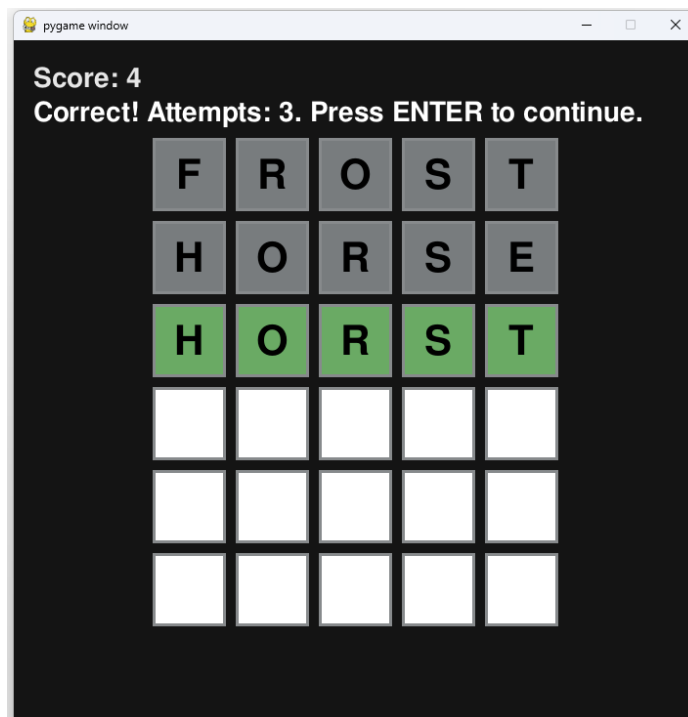 pygame window
Score: 4
Correct! Attempts: 3. Press ENTER to continue.
F R O S T
H O R S E
H O R S T